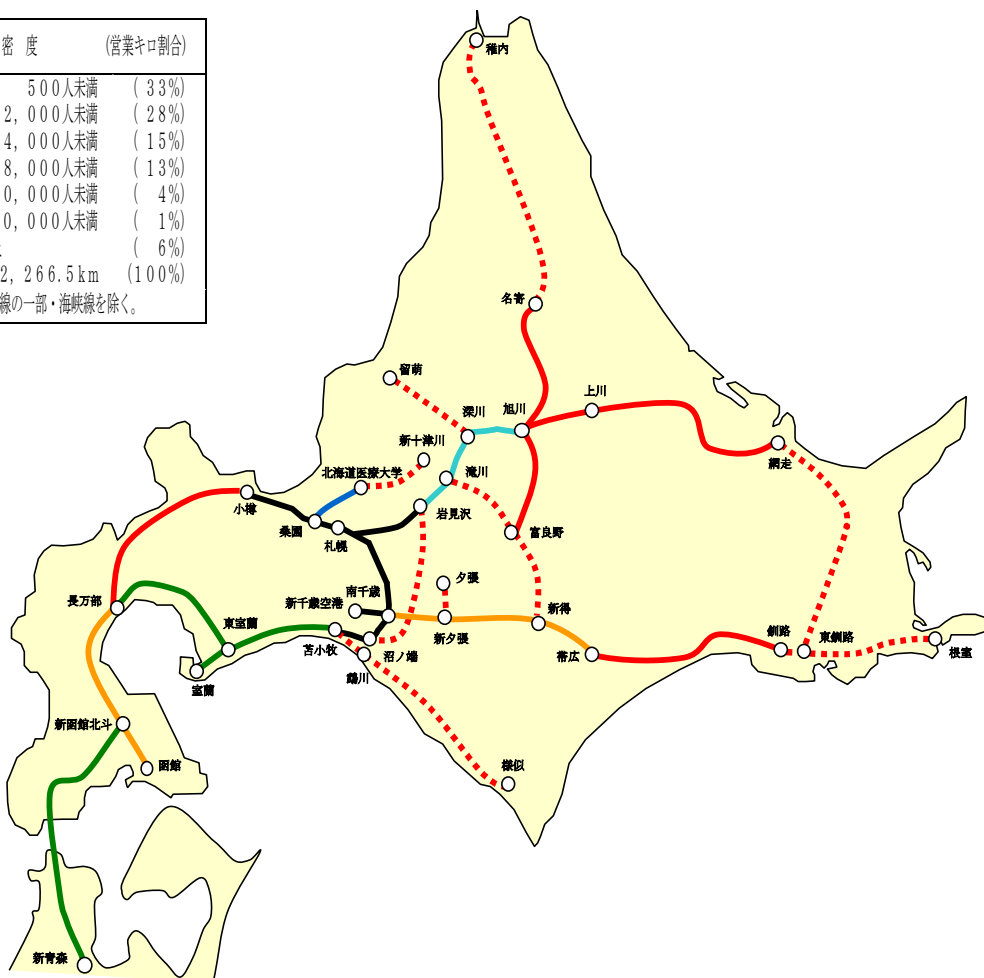 密 度 (営業キロ割合)
500人未満 ( 33%)
2,000人未満 ( 28%)
4,000人未満 ( 15%)
8,000人未満 ( 13%)
0,000人未満 ( 4%)
0,000人未満 ( 1%)
( 6%)
2,266.5km (100%)
線の一部・海峡線を除く。
稚内
名寄
留萌
上川
深川
旭川
新十津川
網走
北海道医療大学
滝川
小樽
岩見沢
桑園
札幌
富良野
夕張
南千歳
長万部
新千歳空港
新得
東室蘭
新夕張
釧路
東釧路
苫小牧
沼ノ端
帯広
根室
鵡川
室蘭
新函館北斗
函館
様似
新青森